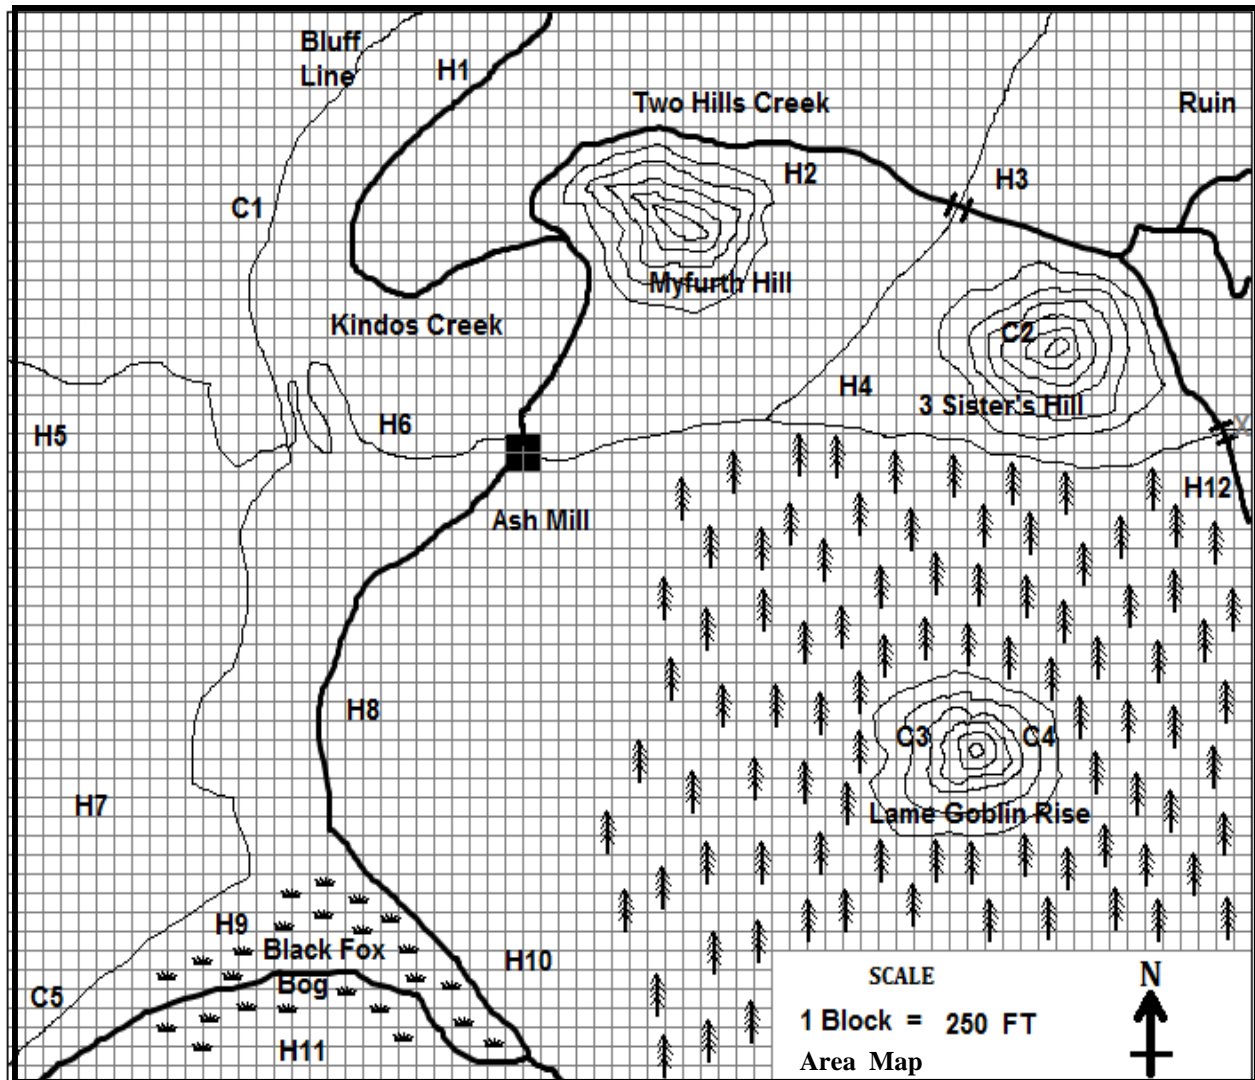 Bluff
Line
H1
Two Hills Creek
Ruin
H2
H3
C1
Myfurth Hill
Kindos Creek
C2
H4
3 Sister's Hill
H5
H6
X
H12
Ash Mill
H8
C3
C4
Lame Goblin Rise
H7
H9
Black Fox
Bog
H10
C5
H11
SCALE
N
1 Block = 250 FT
Area Map